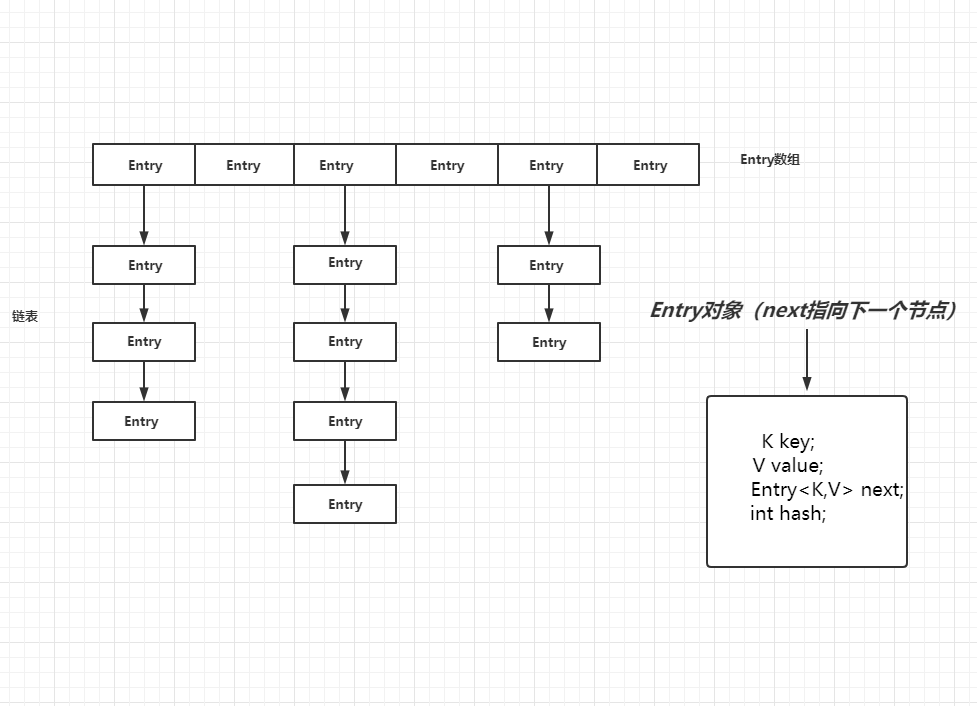 Entry Entry Entry Entry Entry Entry Entry数组
Entry Entry Entry
链表
Entry对象（next指向下一个节点）
Entry Entry Entry
Entry Entry
K key;
V value;
Entry<K,V> next;
Entry
int hash;